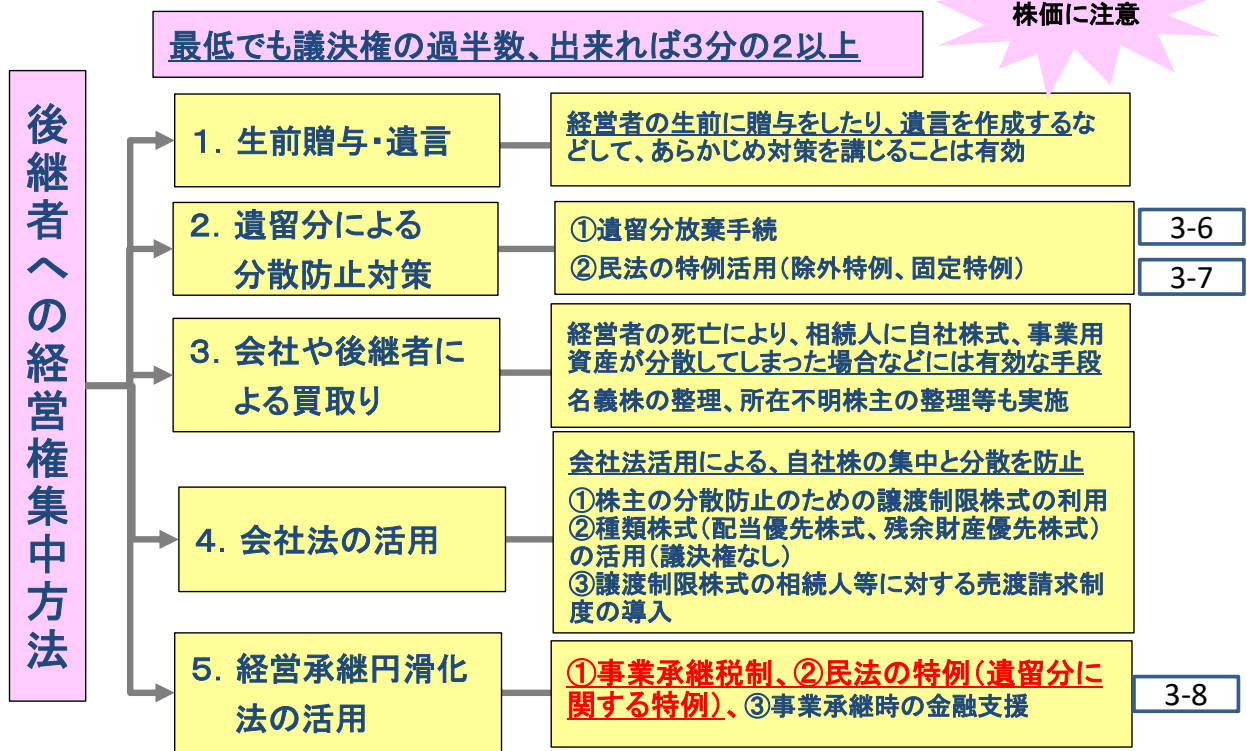 株価に注意
最低でも議決権の過半数、出来れば3分の2以上
後継者への経営権集中方法
1．生前贈与・遺言
経営者の生前に贈与をしたり、遺言を作成するな
どして、あらかじめ対策を講じることは有効
2．遺留分による
分散防止対策
①遺留分放棄手続
②民法の特例活用（除外特例、固定特例）
3-6
3-7
3．会社や後継者に
よる買取り
経営者の死亡により、相続人に自社株式、事業用
資産が分散してしまった場合などには有効な手段
名義株の整理、所在不明株主の整理等も実施
4．会社法の活用
会社法活用による、自社株の集中と分散を防止
①株主の分散防止のための譲渡制限株式の利用
②種類株式（配当優先株式、残余財産優先株式）
の活用（議決権なし）
③譲渡制限株式の相続人等に対する売渡請求制
度の導入
5．経営承継円滑化
法の活用
①事業承継税制、②民法の特例（遺留分に
関する特例）、③事業承継時の金融支援
3-8